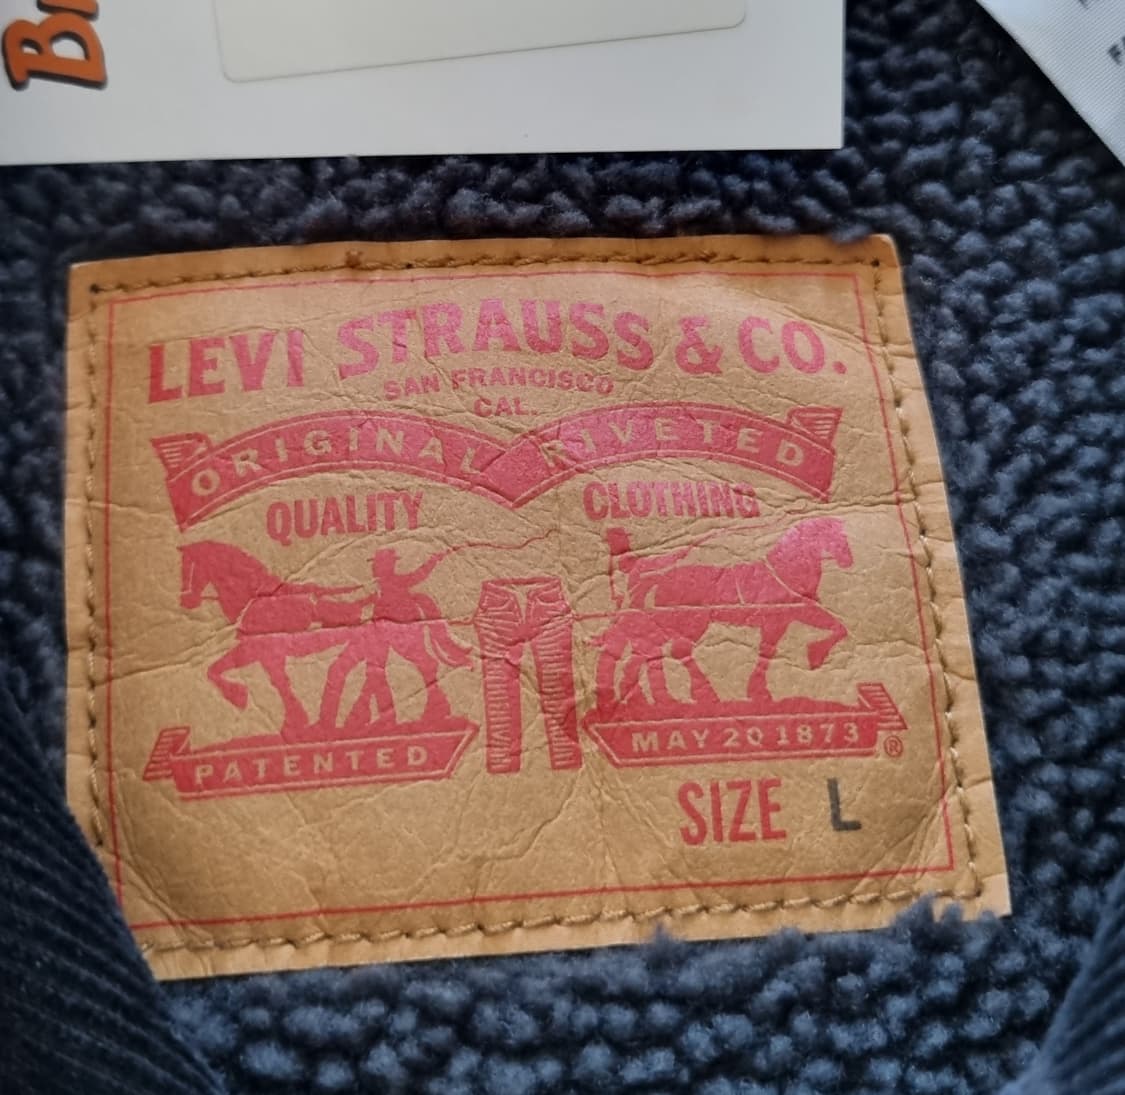 LEVI STRAUSS & CO.
SAN FRANCISCO
CAL.
ORIGINAL RIVETED
QUALITY CLOTHING
PATENTED MAY 20 1873 ®
SIZE L